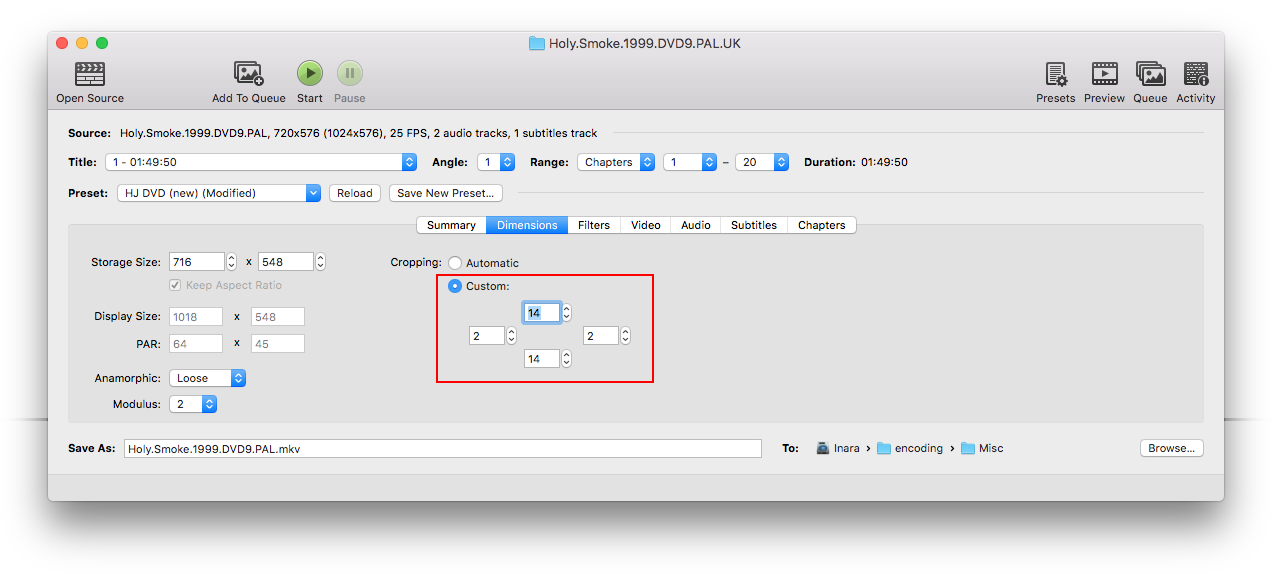 Holy.Smoke.1999.DVD9.PAL.UK
Open Source Add To Queue Start Pause Presets Preview Queue Activity
Source: Holy.Smoke.1999.DVD9.PAL, 720x576 (1024x576), 25 FPS, 2 audio tracks, 1 subtitles track
Title: 1 - 01:49:50 Angle: 1 Range: Chapters 1 – 20 Duration: 01:49:50
Preset: HJ DVD (new) (Modified) Reload Save New Preset...
Summary Dimensions Filters Video Audio Subtitles Chapters
Storage Size: 716 x 548 Cropping: Automatic
Keep Aspect Ratio Custom:
Display Size: 1018 x 548 14
2 2
PAR: 64 x 45
14
Anamorphic: Loose
Modulus: 2
Save As: Holy.Smoke.1999.DVD9.PAL.mkv To: Inara › encoding › Misc Browse...